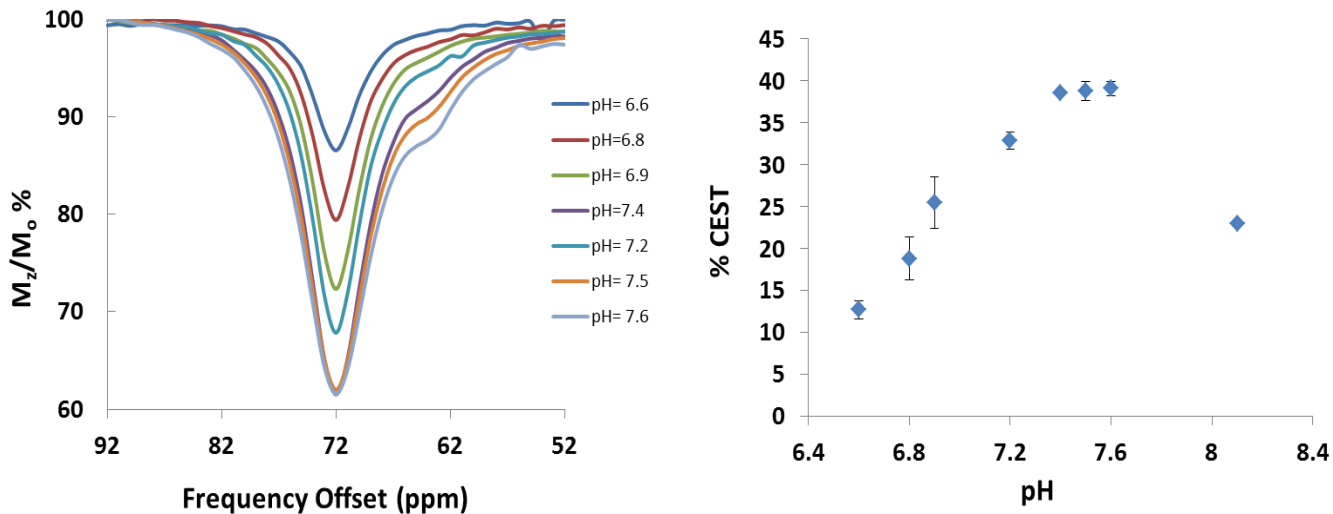 100
90
80
70
60
M_z/M_o %
92
82
72
62
52
Frequency Offset (ppm)
pH= 6.6
pH=6.8
pH= 6.9
pH=7.4
pH= 7.2
pH= 7.5
pH= 7.6
45
40
35
30
25
20
15
10
5
0
% CEST
6.4
6.8
7.2
7.6
8
8.4
pH